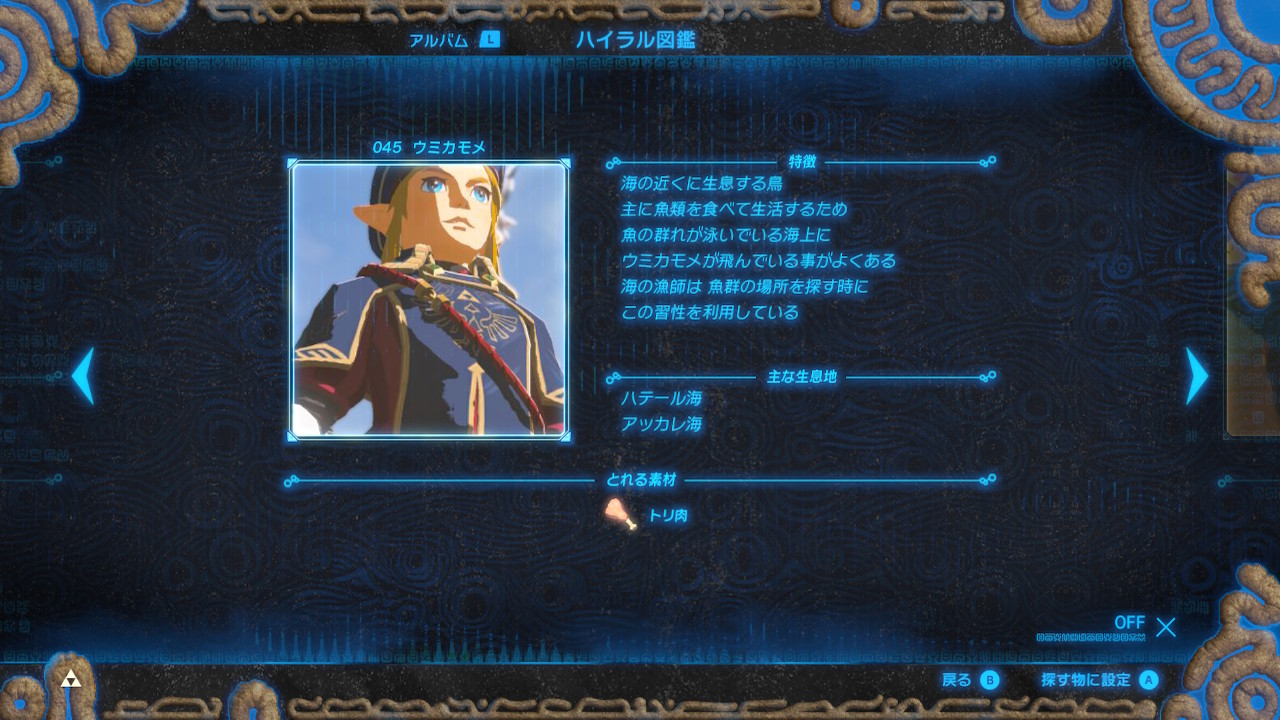 アルバム L
ハイラル図鑑
045 ウミカモメ
特徴
海の近くに生息する鳥
主に魚類を食べて生活するため
魚の群れが泳いでいる海上に
ウミカモメが飛んでいる事がよくある
海の漁師は 魚群の場所を探す時に
この習性を利用している
主な生息地
ハテール海
アッカレ海
とれる素材
トリ肉
OFF
戻る B
探す物に設定 A